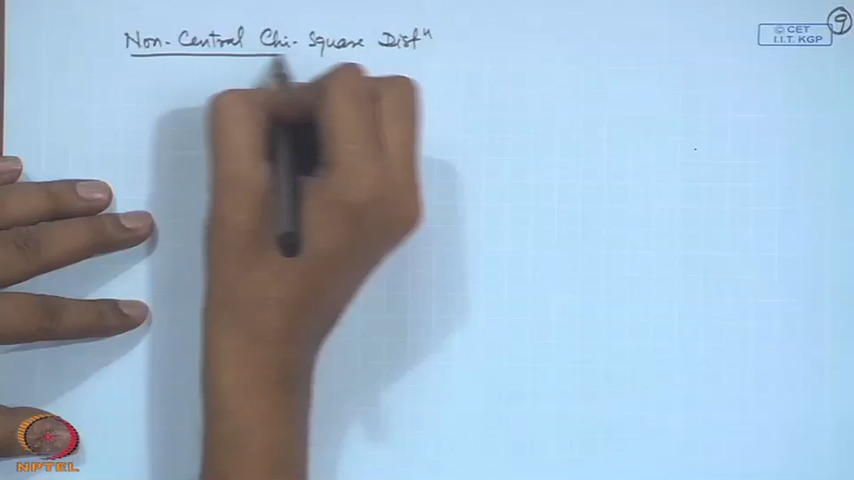 Non-Central Chi-Square Distⁿ
9
© CET
I.I.T. KGP
NPTEL